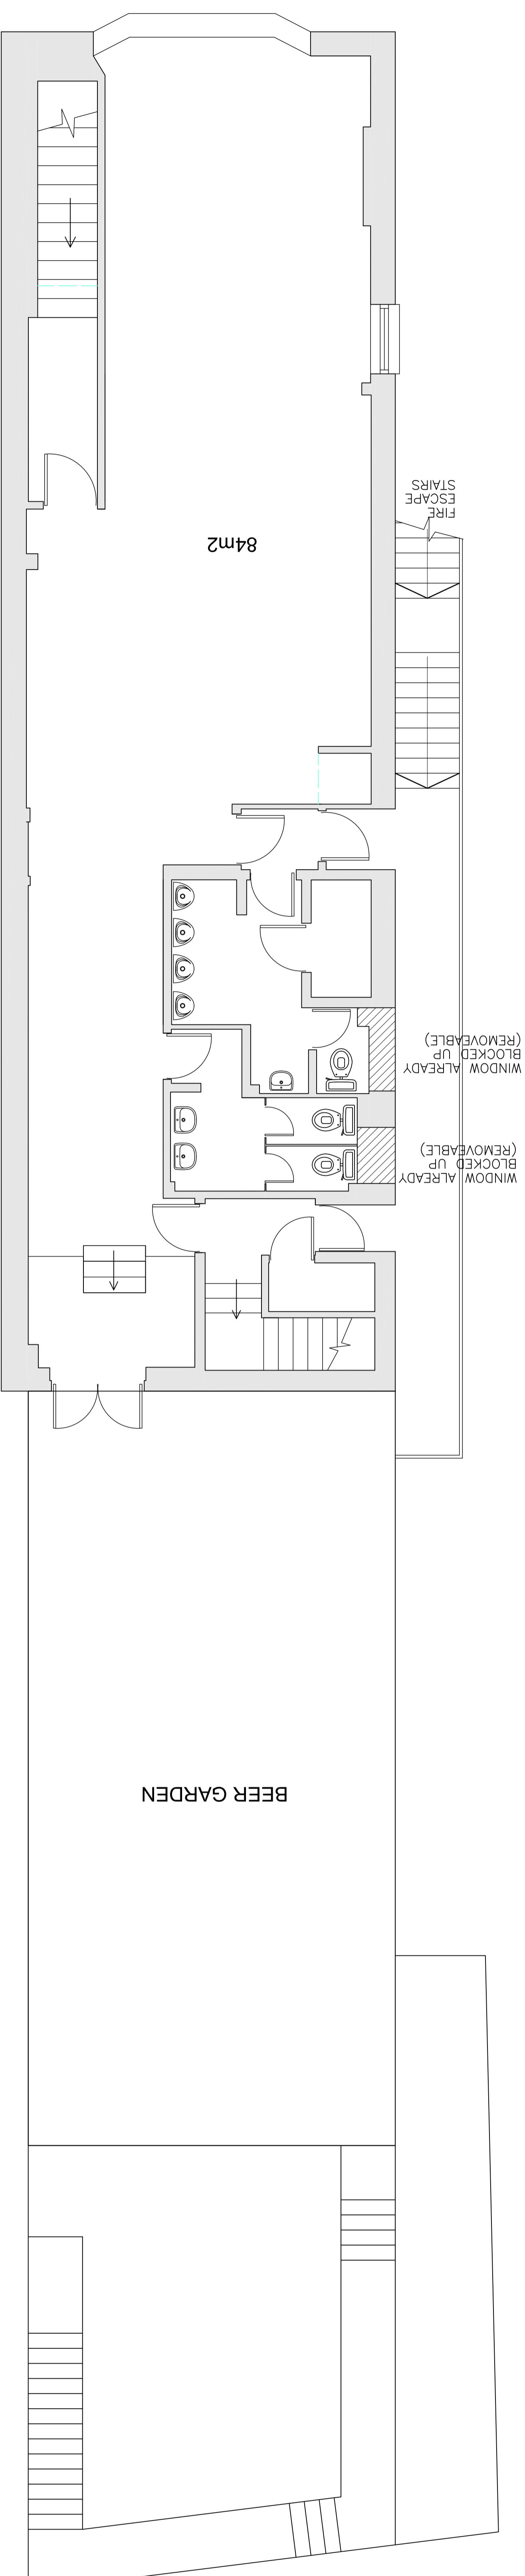 FIRE
ESCAPE
STAIRS
84m2
WINDOW ALREADY
BLOCKED UP
(REMOVEABLE)
WINDOW ALREADY
BLOCKED UP
(REMOVEABLE)
BEER GARDEN